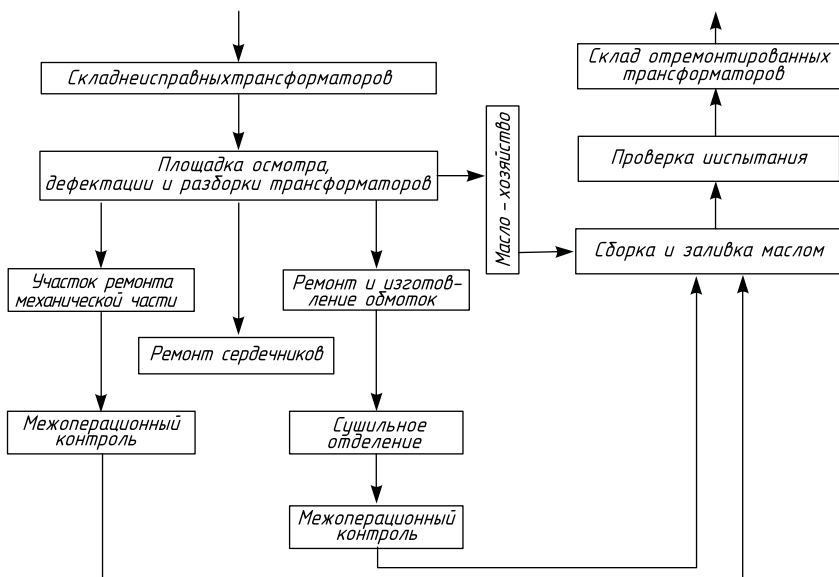 Складнеисправныхтрансформаторов
Площадка осмотра,
дефектации и разборки трансформаторов
Масло - хозяйство
Склад отремонтированных
трансформаторов
Проверка ииспытания
Сборка и заливка маслом
Участок ремонта
механической части
Ремонт и изготов-
ление обмоток
Ремонт сердечников
Межоперационный
контроль
Сушильное
отделение
Межоперационный
контроль